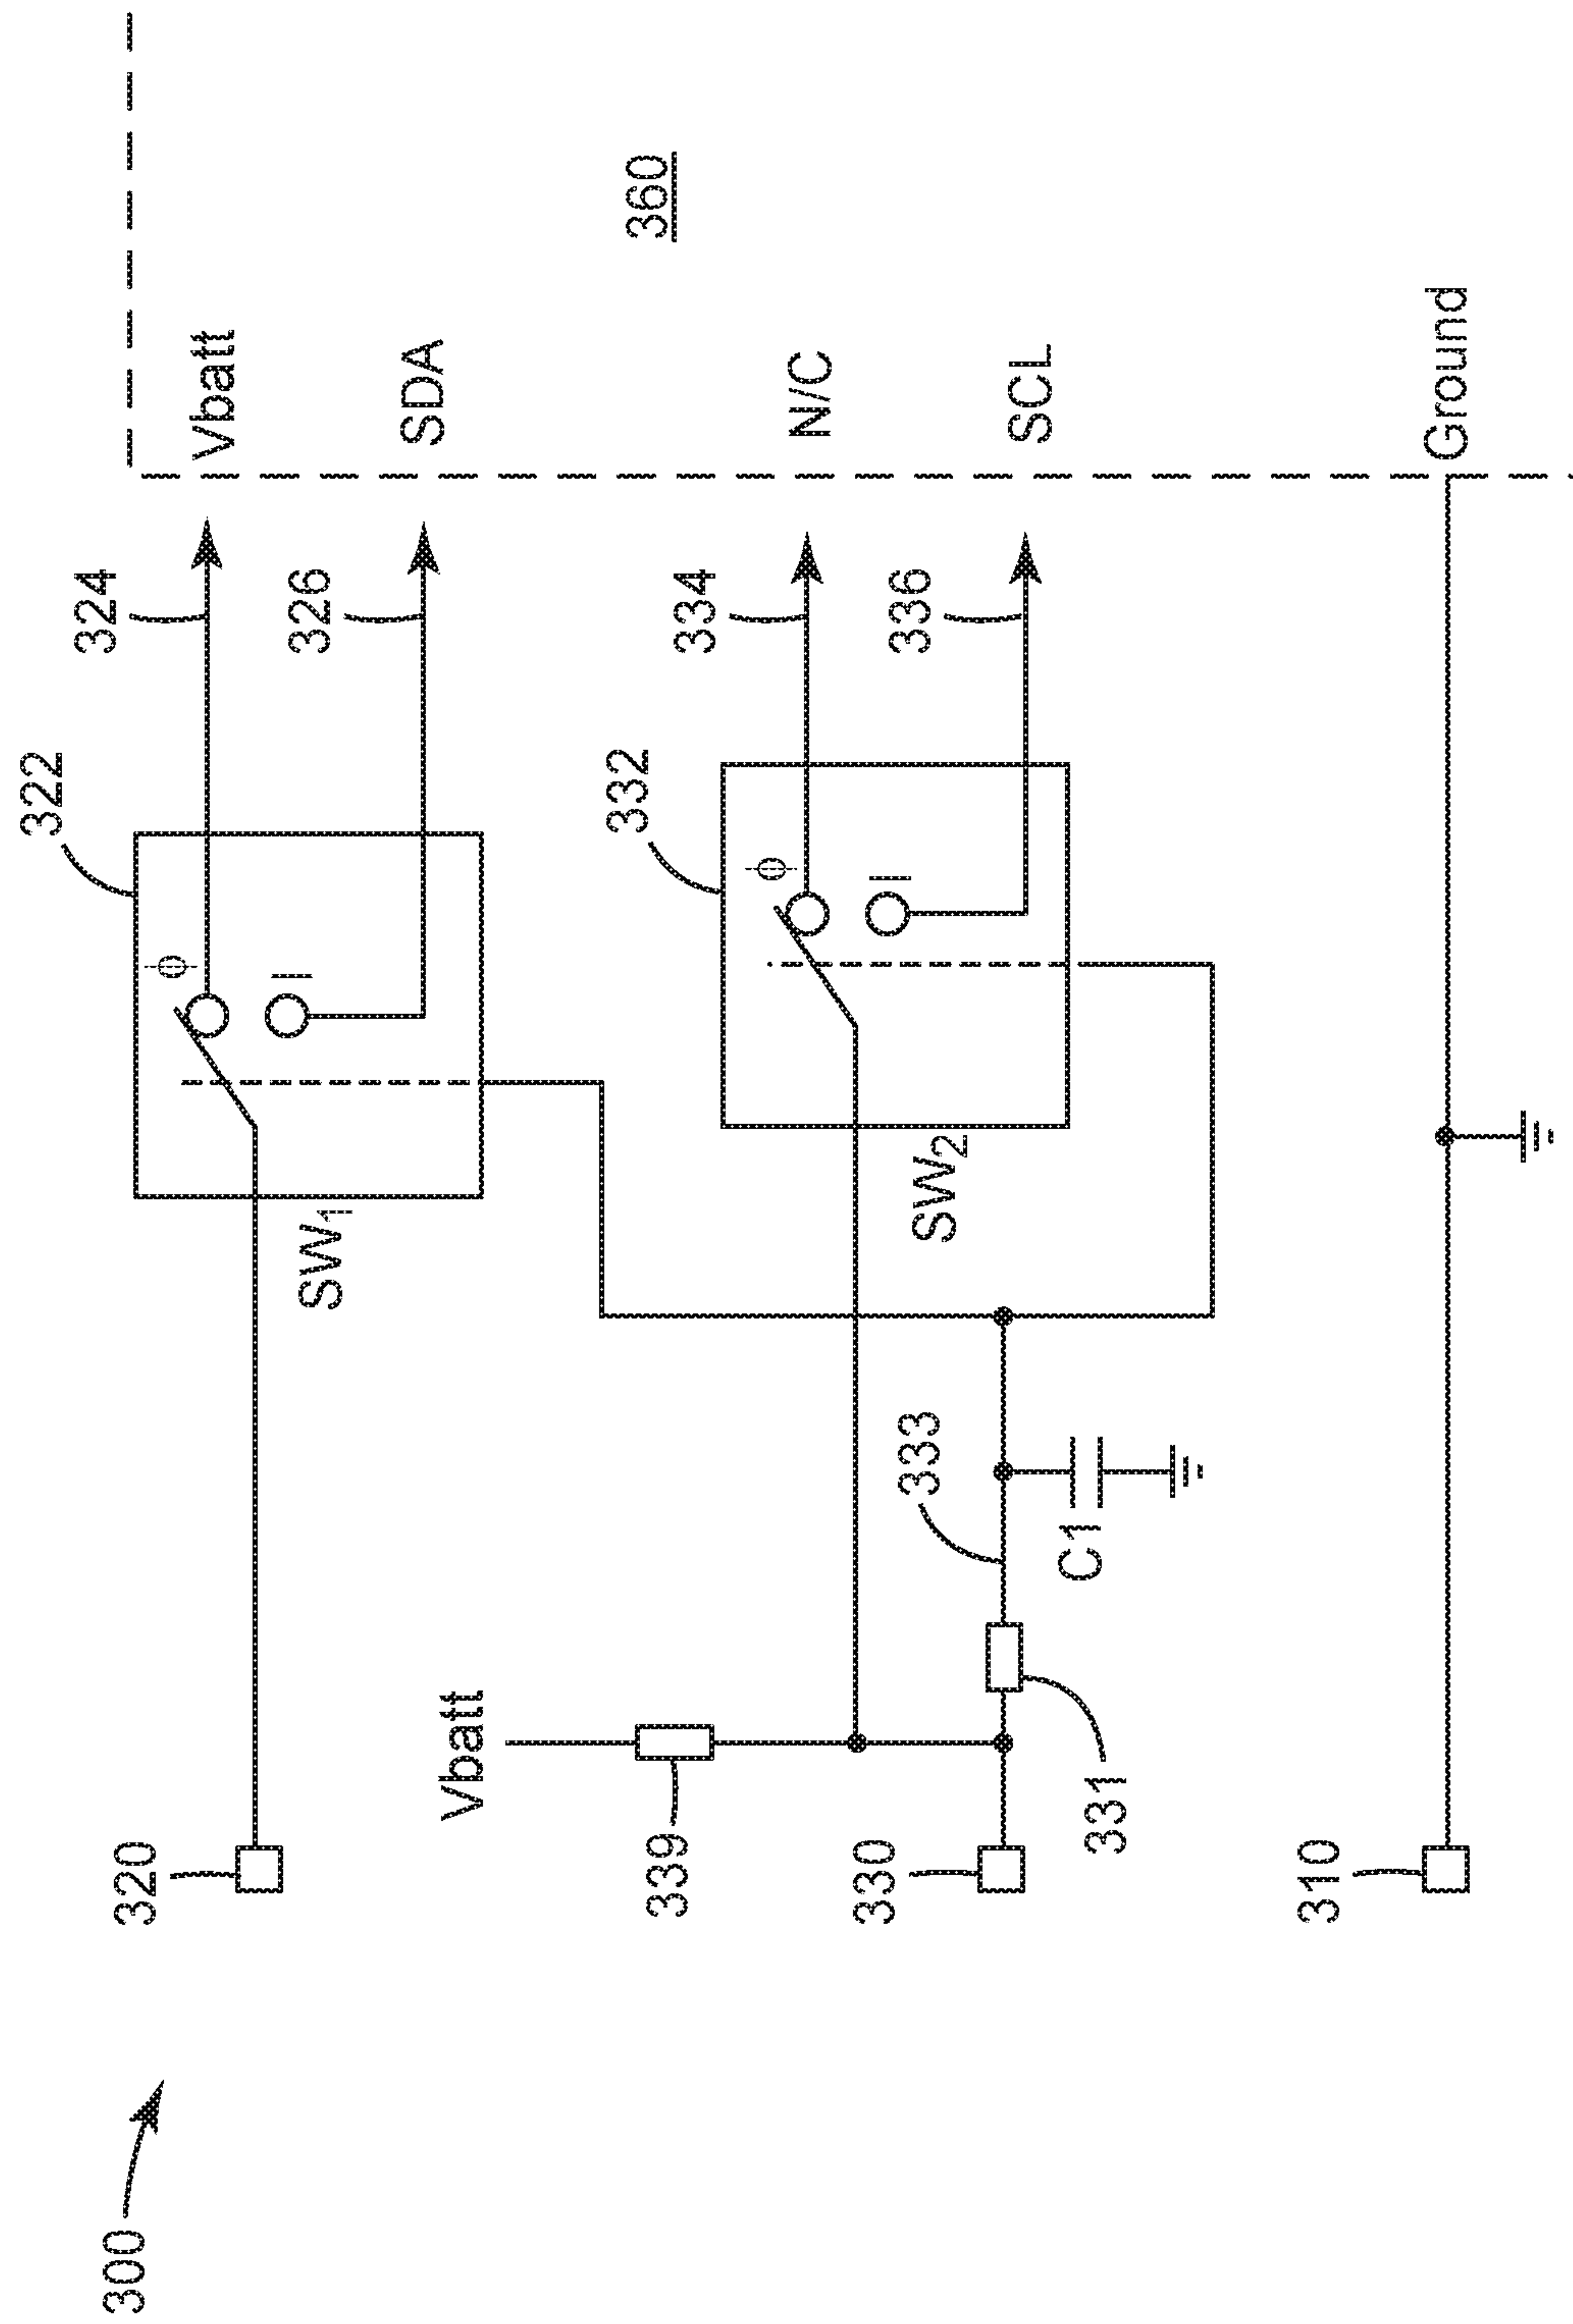 300
322
324
320
ϕ
Vbatt
I
326
SW1
SDA
Vbatt
332
360
339
334
ϕ
N/C
330
I
336
333
SW2
SCL
C1
331
310
Ground